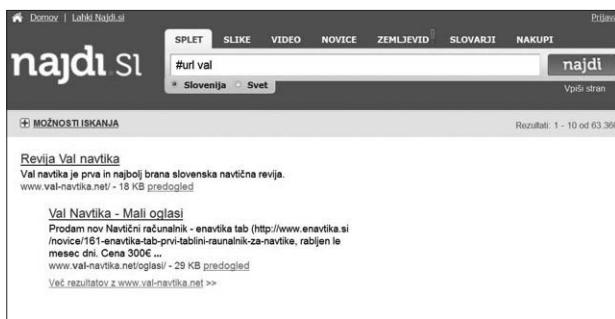 Domov | Lahki Najdi.si
Prijava
SPLET SLIKE VIDEO NOVICE ZEMLJEVID SLOVARJI NAKUPI
najdi.si
#url val
najdi
Slovenija Svet
Vpiši stran
MOŽNOSTI ISKANJA
Rezultati: 1 - 10 od 63.360
Revija Val navtika
Val navtika je prva in najbolj brana slovenska navtična revija.
www.val-navtika.net/ - 18 KB predogled
Val Navtika - Mali oglasi
Prodam nov Navtični računalnik - enavtika tab (http://www.enavtika.si
/novice/161-enavtika-tab-prvi-tablini-raunalnik-za-navtike, rabljen le
mesec dni. Cena 300€ ...
www.val-navtika.net/oglasi/ - 29 KB predogled
Več rezultatov z www.val-navtika.net >>